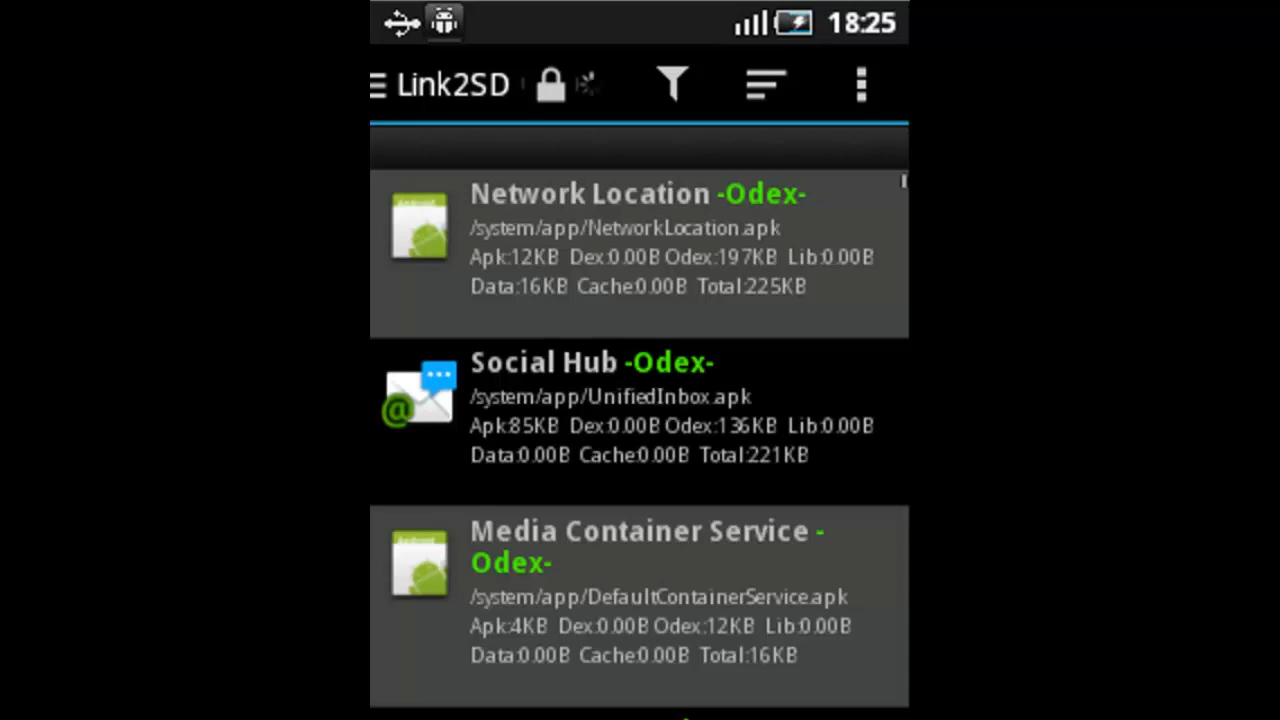 18:25
Link2SD
Network Location -Odex-
/system/app/NetworkLocation.apk
Apk:12KB Dex:0.00B Odex:197KB Lib:0.00B
Data:16KB Cache:0.00B Total:225KB
Social Hub -Odex-
/system/app/UnifiedInbox.apk
Apk:85KB Dex:0.00B Odex:136KB Lib:0.00B
Data:0.00B Cache:0.00B Total:221KB
Media Container Service -
Odex-
/system/app/DefaultContainerService.apk
Apk:4KB Dex:0.00B Odex:12KB Lib:0.00B
Data:0.00B Cache:0.00B Total:16KB